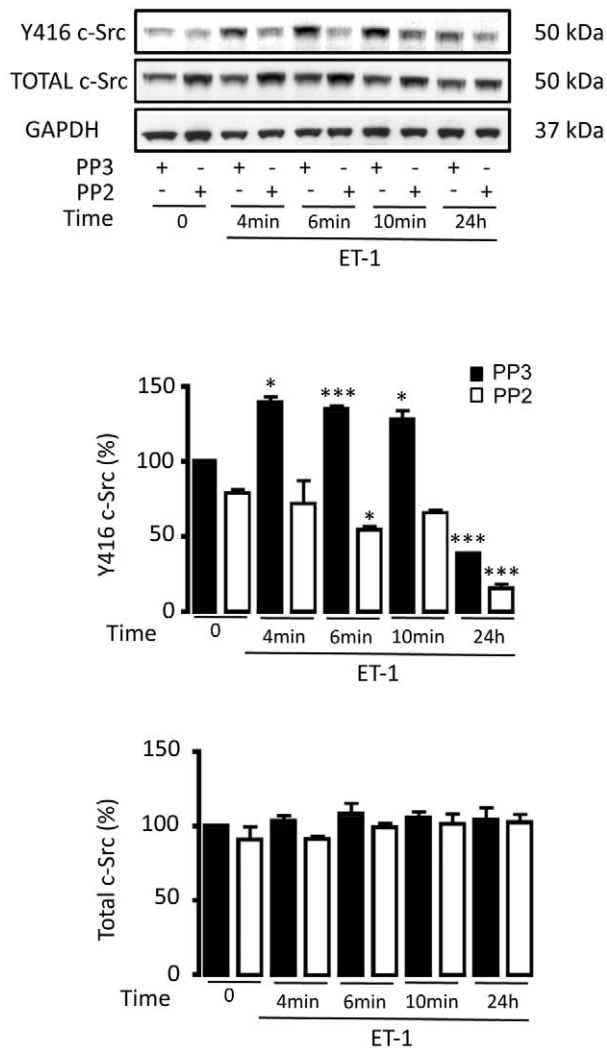 Y416 c-Src 50 kDa
TOTAL c-Src 50 kDa
GAPDH 37 kDa
PP3 + - + - + - + - + -
PP2 - + - + - + - + - +
Time 0 4min 6min 10min 24h
ET-1
150
100
50
0
Y416 c-Src (%)
* *** * * *** ***
PP3
PP2
Time 0 4min 6min 10min 24h
ET-1
150
100
50
0
Total c-Src (%)
Time 0 4min 6min 10min 24h
ET-1